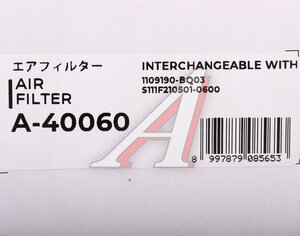 エアフィルター
AIR
FILTER
A-40060
INTERCHANGEABLE WITH
1109190-BQ03
S111F210501-0600
8 997879 085653